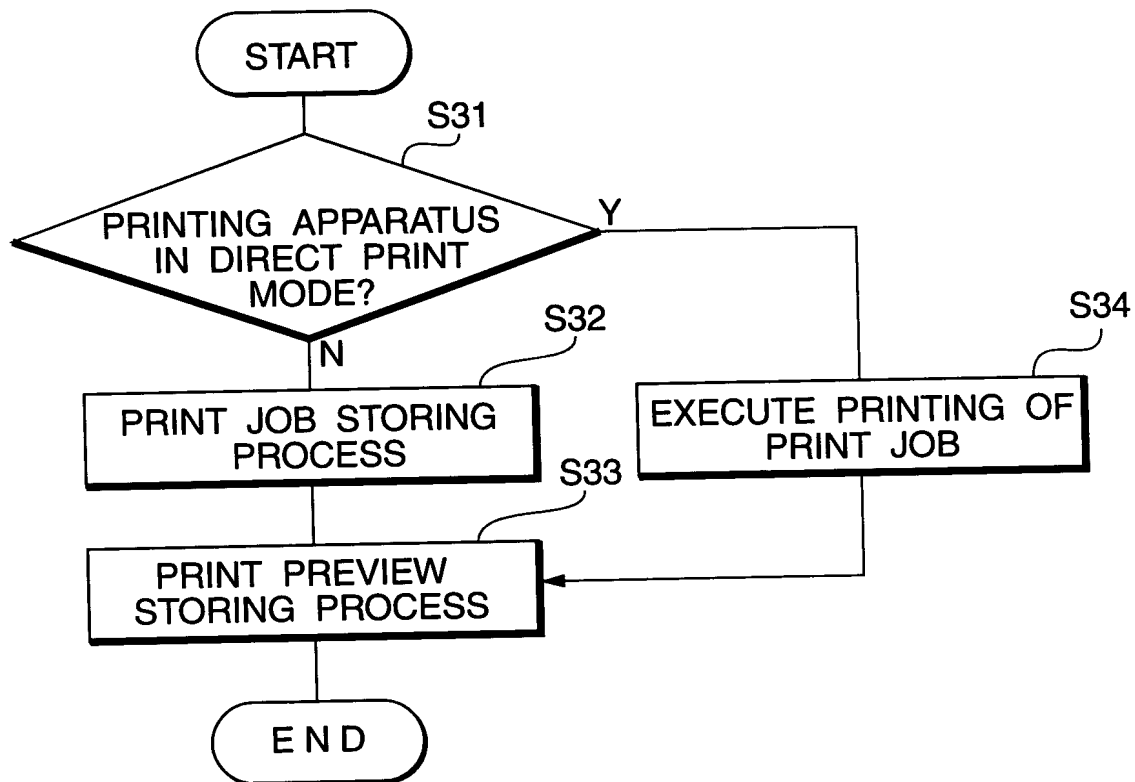 START
S31
PRINTING APPARATUS
IN DIRECT PRINT
MODE?
Y
N
S32
PRINT JOB STORING
PROCESS
S34
EXECUTE PRINTING OF
PRINT JOB
S33
PRINT PREVIEW
STORING PROCESS
END